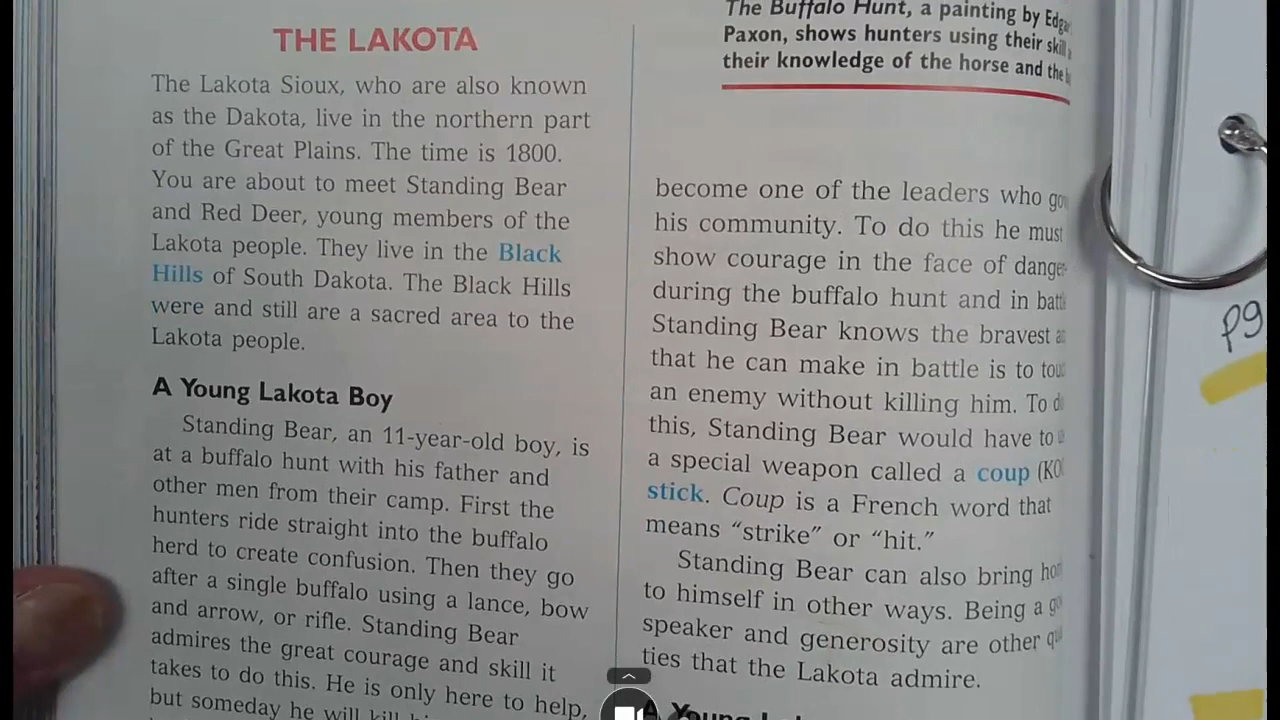 THE LAKOTA
The Lakota Sioux, who are also known
as the Dakota, live in the northern part
of the Great Plains. The time is 1800.
You are about to meet Standing Bear
and Red Deer, young members of the
Lakota people. They live in the Black
Hills of South Dakota. The Black Hills
were and still are a sacred area to the
Lakota people.
A Young Lakota Boy
Standing Bear, an 11-year-old boy, is
at a buffalo hunt with his father and
other men from their camp. First the
hunters ride straight into the buffalo
herd to create confusion. Then they go
after a single buffalo using a lance, bow
and arrow, or rifle. Standing Bear
admires the great courage and skill it
takes to do this. He is only here to help,
but someday he will kill
The Buffalo Hunt, a painting by
Paxon, shows hunters using their skill
their knowledge of the horse and the
become one of the leaders who
his community. To do this he must
show courage in the face of
during the buffalo hunt and in
Standing Bear knows the bravest
that he can make in battle is to
an enemy without killing him. To
this, Standing Bear would have to
a special weapon called a coup
stick. Coup is a French word that
means “strike” or “hit.”
Standing Bear can also bring
to himself in other ways. Being a
speaker and generosity are other
ties that the Lakota admire.
A Young